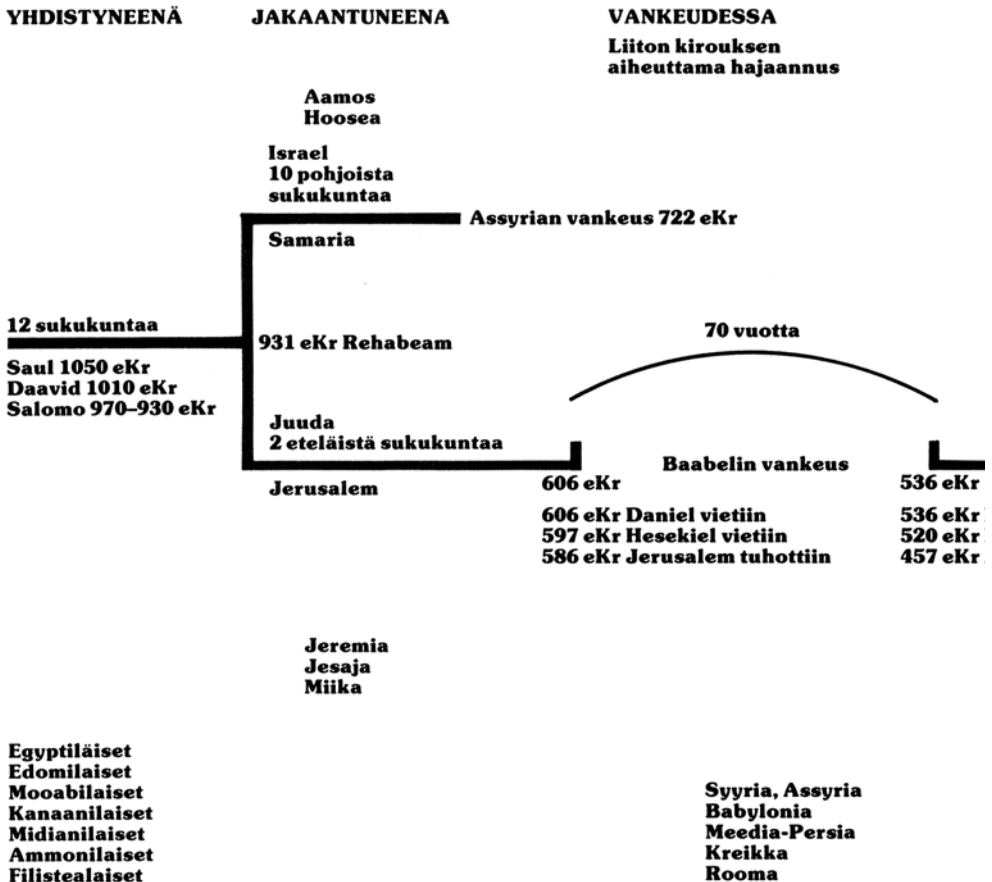 YHDISTYNEENÄ
JAKAANTUNEENA
VANKEUDESSA
Liiton kirouksen
aiheuttama hajaannus
Aamos
Hoosea
Israel
10 pohjoista
sukukuntaa
Assyrian vankeus 722 eKr
Samaria
12 sukukuntaa
931 eKr Rehabeam
70 vuotta
Saul 1050 eKr
Daavid 1010 eKr
Salomo 970–930 eKr
Juuda
2 eteläistä sukukuntaa
Baabelin vankeus
Jerusalem
606 eKr
536 eKr
606 eKr Daniel vietiin
597 eKr Hesekiel vietiin
586 eKr Jerusalem tuhottiin
536 eKr
520 eKr
457 eKr
Jeremia
Jesaja
Miika
Egyptiläiset
Edomilaiset
Mooabilaiset
Kanaanilaiset
Midianilaiset
Ammonilaiset
Filistealaiset
Syyria, Assyria
Babylonia
Meedia-Persia
Kreikka
Rooma